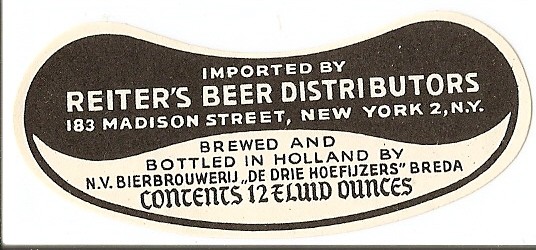 IMPORTED BY
REITER'S BEER DISTRIBUTORS
183 MADISON STREET, NEW YORK 2, N.Y.
BREWED AND
BOTTLED IN HOLLAND BY
N.V. BIERBROUWERIJ „DE DRIE HOEFIJZERS” BREDA
CONTENTS 12 FLUID OUNCES